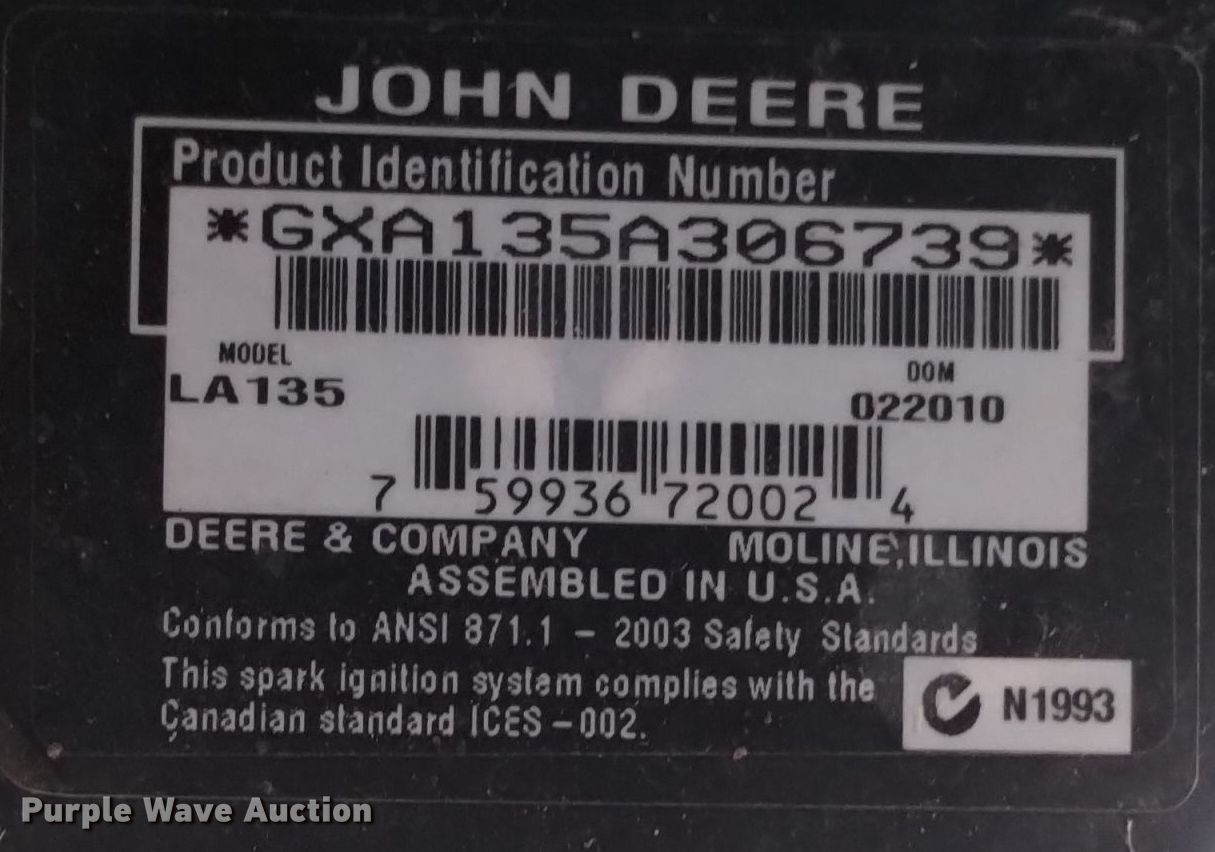 JOHN DEERE
Product Identification Number
*GXA135A306739*
MODEL
LA135
DOM
022010
7 59936 72002 4
DEERE & COMPANY MOLINE, ILLINOIS
ASSEMBLED IN U.S.A.
Conforms to ANSI B71.1 - 2003 Safety Standards
This spark ignition system complies with the
Canadian standard ICES -002.
N1993
Purple Wave Auction